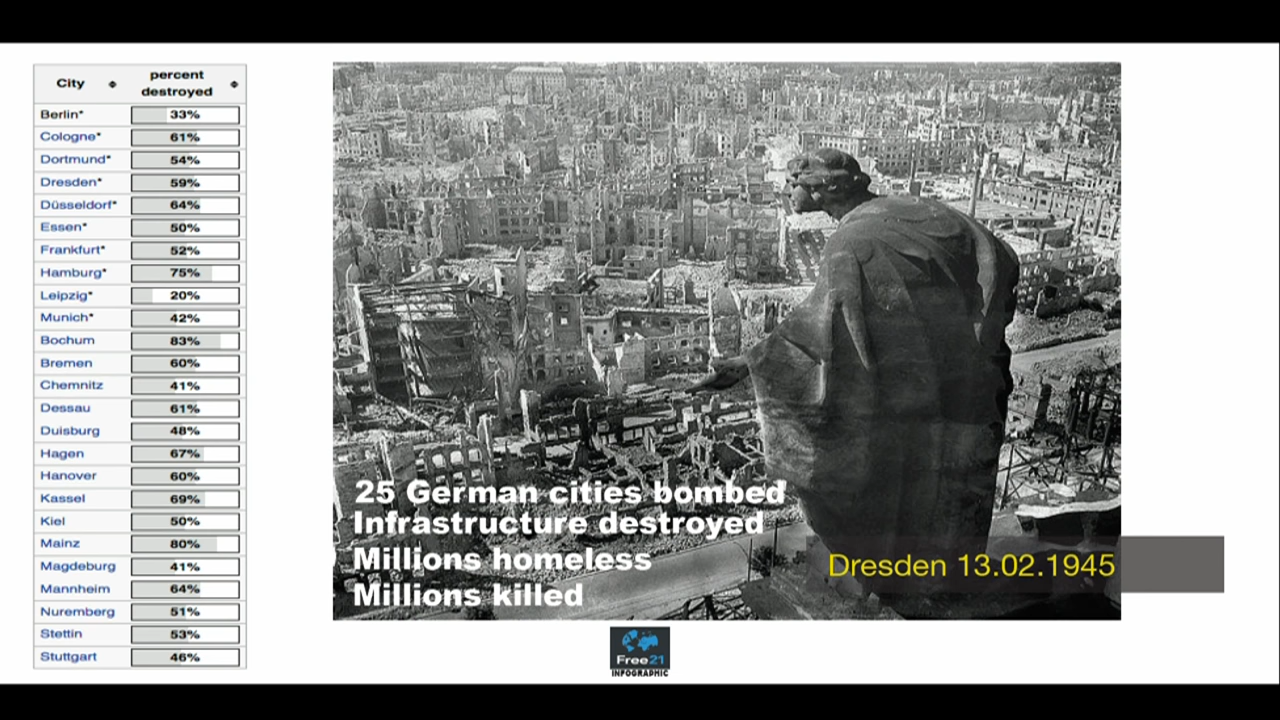 City
percent
destroyed
Berlin* 33%
Cologne* 61%
Dortmund* 54%
Dresden* 59%
Düsseldorf* 64%
Essen* 50%
Frankfurt* 52%
Hamburg* 75%
Leipzig* 20%
Munich* 42%
Bochum 83%
Bremen 60%
Chemnitz 41%
Dessau 61%
Duisburg 48%
Hagen 67%
Hanover 60%
Kassel 69%
Kiel 50%
Mainz 80%
Magdeburg 41%
Mannheim 64%
Nuremberg 51%
Stettin 53%
Stuttgart 46%
25 German cities bombed
Infrastructure destroyed
Millions homeless
Millions killed
Dresden 13.02.1945
Free21
INFOGRAPHIC